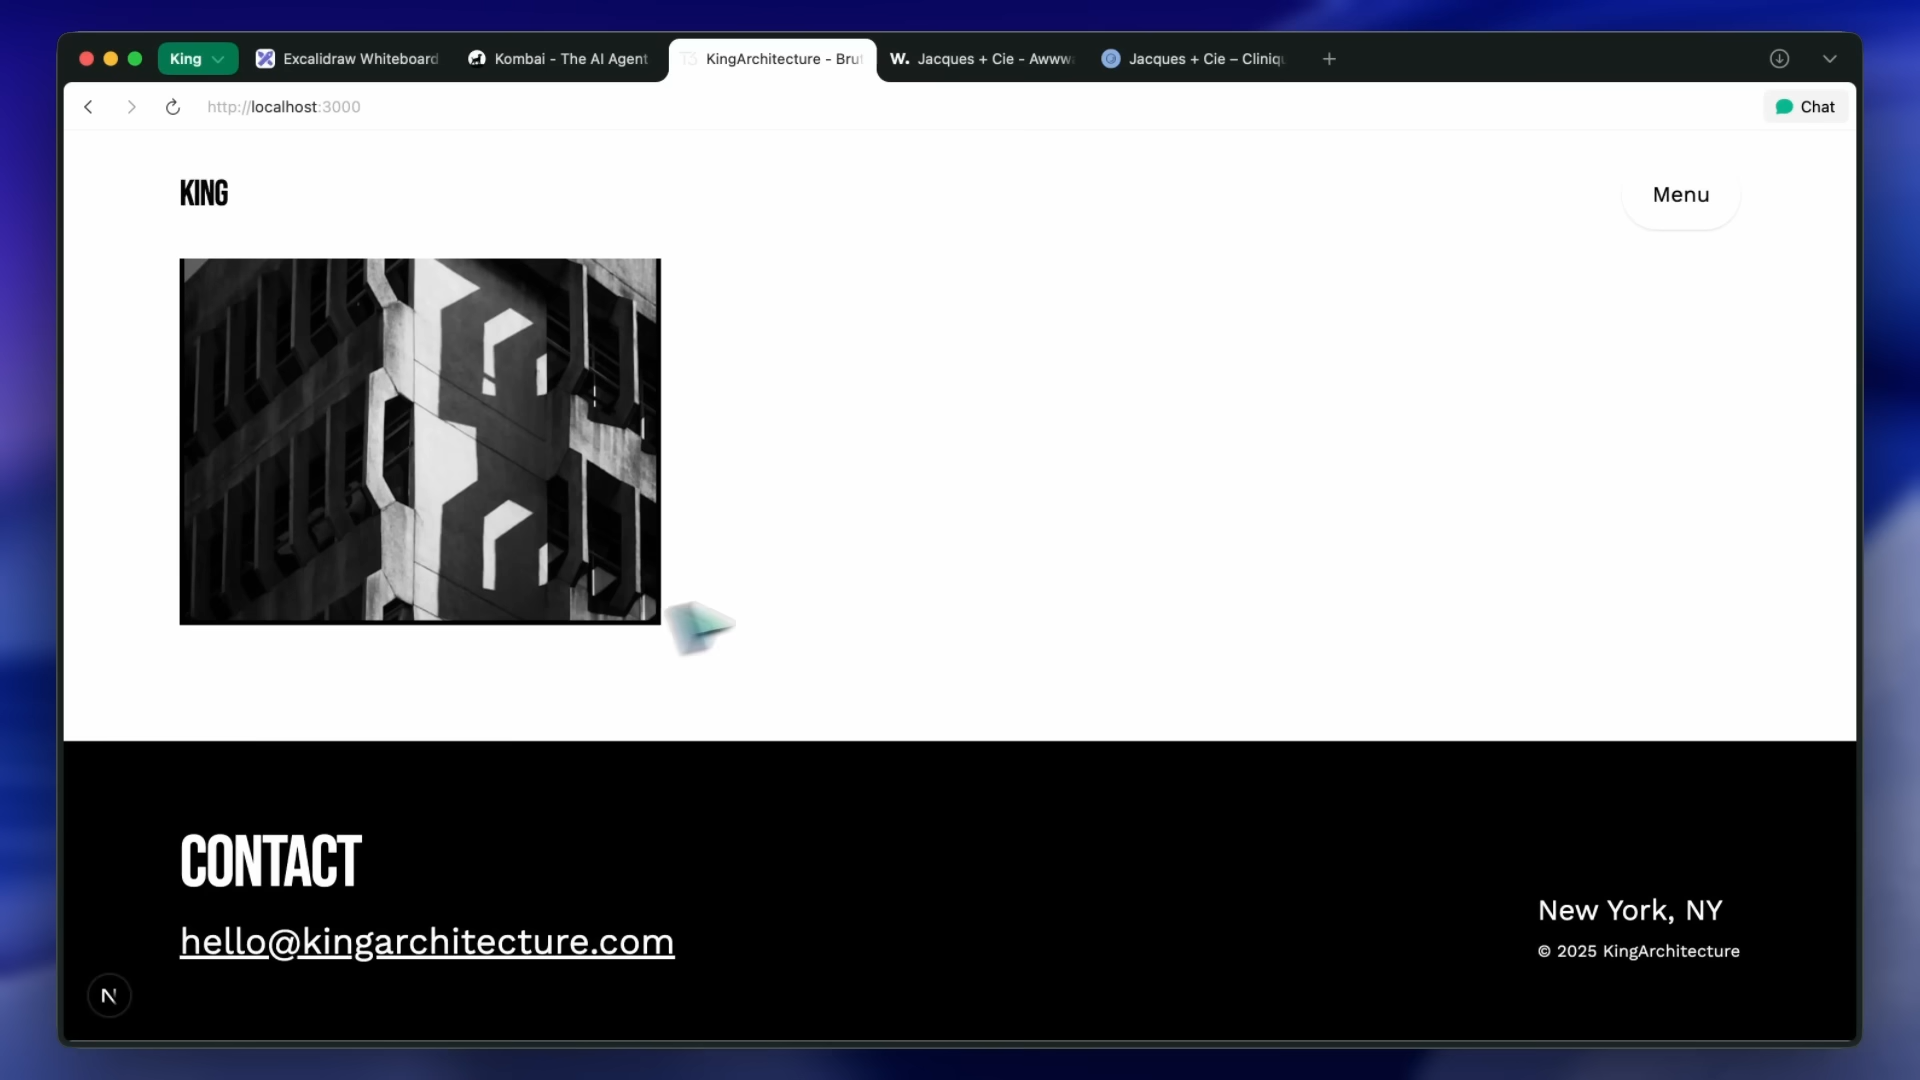 King
Excalidraw Whiteboard
Kombai - The AI Agent
KingArchitecture - Bru
W. Jacques + Cie - Awww
Jacques + Cie – Cliniq
http://localhost:3000
Chat
KING
Menu
CONTACT
hello@kingarchitecture.com
New York, NY
© 2025 KingArchitecture
N